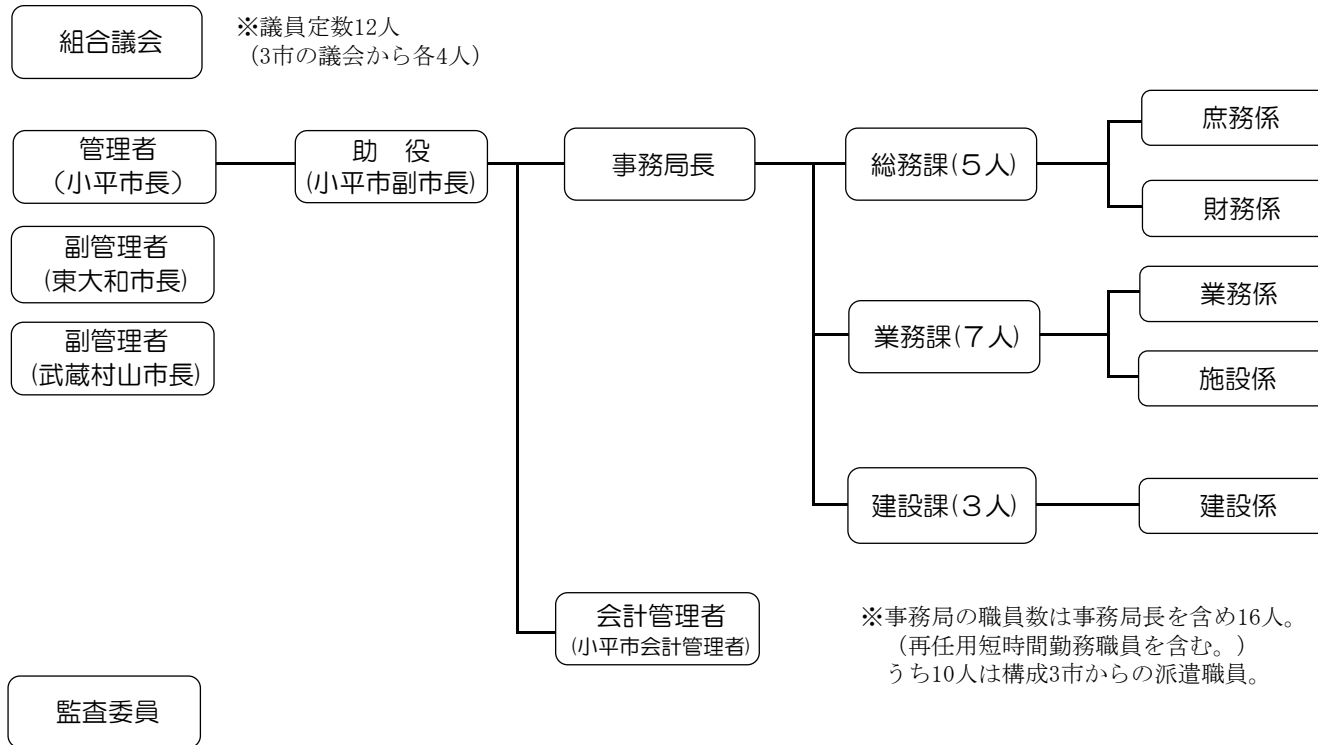 組合議会
※議員定数12人
(3市の議会から各4人)
管理者
（小平市長）
助　役
(小平市副市長)
事務局長
総務課(５人)
庶務係
財務係
副管理者
(東大和市長)
副管理者
(武蔵村山市長)
業務課(７人)
業務係
施設係
建設課(３人)
建設係
会計管理者
(小平市会計管理者)
※事務局の職員数は事務局長を含め16人。
（再任用短時間勤務職員を含む。)
うち10人は構成3市からの派遣職員。
監査委員